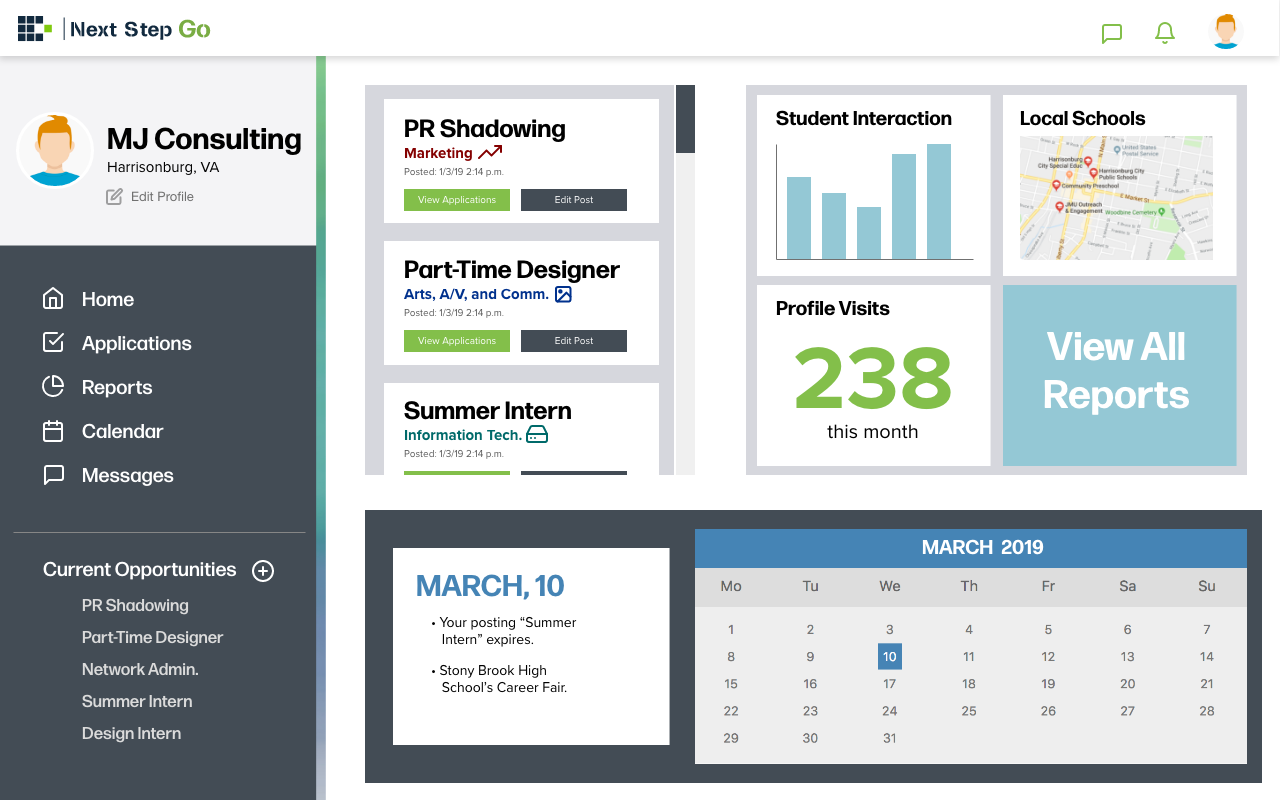 Next Step Go
MJ Consulting
Harrisonburg, VA
Edit Profile
Home
Applications
Reports
Calendar
Messages
Current Opportunities
PR Shadowing
Part-Time Designer
Network Admin.
Summer Intern
Design Intern
PR Shadowing
Marketing
Posted: 1/3/19 2:14 p.m.
View Applications
Edit Post
Part-Time Designer
Arts, A/V, and Comm.
Posted: 1/3/19 2:14 p.m.
View Applications
Edit Post
Summer Intern
Information Tech.
Posted: 1/3/19 2:14 p.m.
Student Interaction
Local Schools
N Main
United States
Postal Service
Harrisonburg
City Special Educ
Harrisonburg City
Public Schools
Community Preschool
E Market St
JMU Outreach
& Engagement
Woodbine Cemetery
Profile Visits
238
this month
View All
Reports
MARCH, 10
• Your posting “Summer
Intern” expires.
• Stony Brook High
School’s Career Fair.
MARCH 2019
Mo Tu We Th Fr Sa Su
1 2 3 4 5 6 7
8 9 10 11 12 13 14
15 16 17 18 19 20 21
22 23 24 25 26 27 28
29 30 31